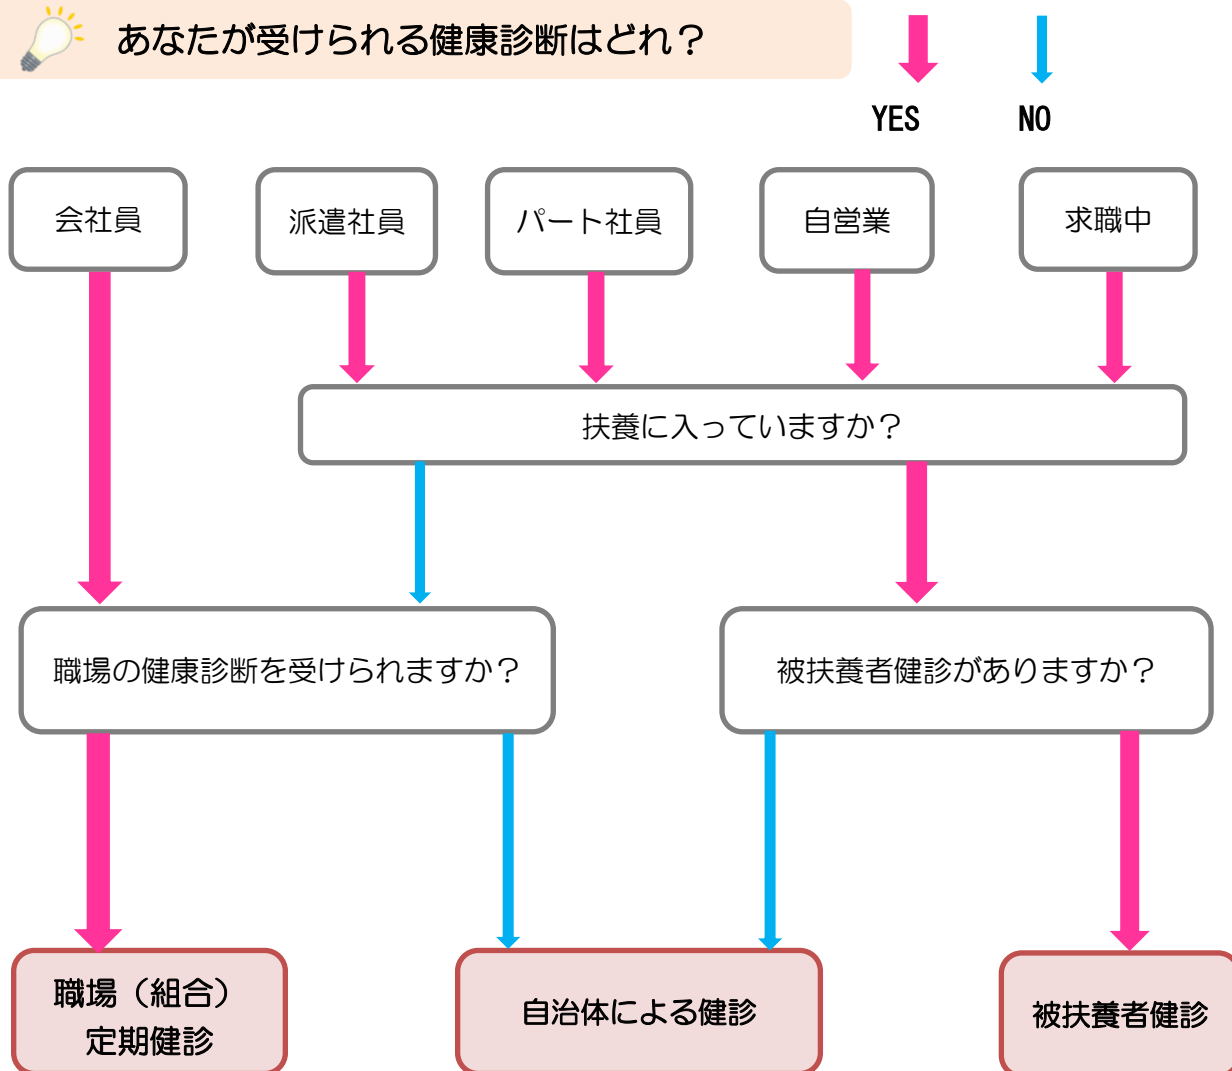 あなたが受けられる健康診断はどれ？
YES
NO
会社員
派遣社員
パート社員
自営業
求職中
扶養に入っていますか？
職場の健康診断を受けられますか？
被扶養者健診がありますか？
職場（組合）
定期健診
自治体による健診
被扶養者健診